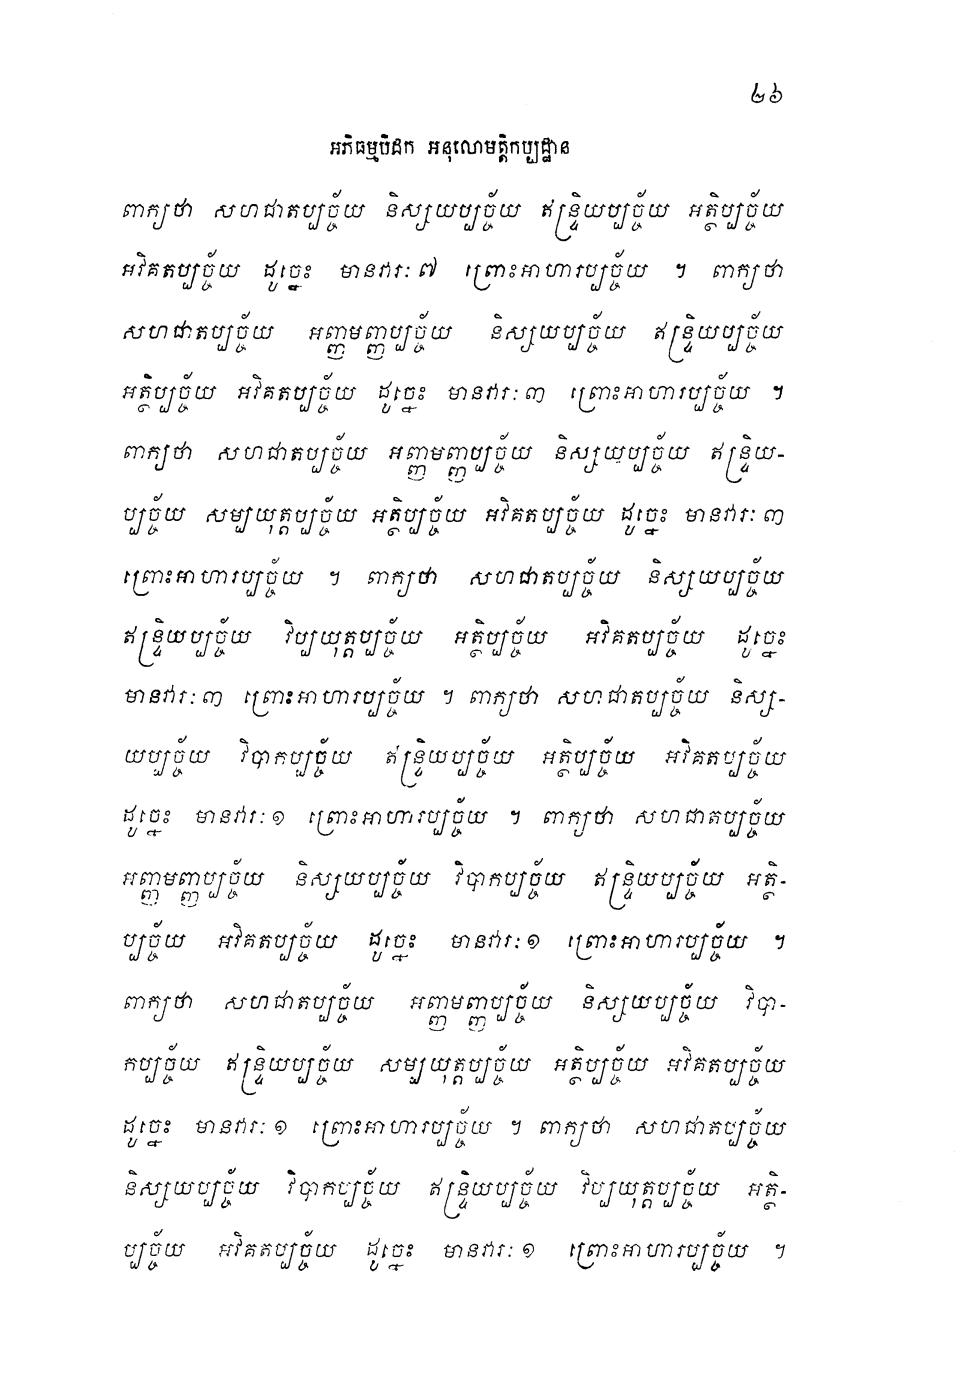 ២៦
អភិធម្មបិដក អនុលោមត្តិកប្បដ្ឋាន
ពាក្យថា សហជាតប្បច្ច័យ និស្សយប្បច្ច័យ ឥន្ទ្រិយប្បច្ច័យ អត្ថិប្បច្ច័យ
អវិគតប្បច្ច័យ ដូច្នេះ មានវារៈ ៧ ព្រោះអាហារប្បច្ច័យ ។ ពាក្យថា
សហជាតប្បច្ច័យ អញ្ញមញ្ញប្បច្ច័យ និស្សយប្បច្ច័យ ឥន្ទ្រិយប្បច្ច័យ
អត្ថិប្បច្ច័យ អវិគតប្បច្ច័យ ដូច្នេះ មានវារៈ ៣ ព្រោះអាហារប្បច្ច័យ ។
ពាក្យថា សហជាតប្បច្ច័យ អញ្ញមញ្ញប្បច្ច័យ និស្សយប្បច្ច័យ ឥន្ទ្រិយ-
ប្បច្ច័យ សម្បយុត្តប្បច្ច័យ អត្ថិប្បច្ច័យ អវិគតប្បច្ច័យ ដូច្នេះ មានវារៈ ៣
ព្រោះអាហារប្បច្ច័យ ។ ពាក្យថា សហជាតប្បច្ច័យ និស្សយប្បច្ច័យ
ឥន្ទ្រិយប្បច្ច័យ វិប្បយុត្តប្បច្ច័យ អត្ថិប្បច្ច័យ អវិគតប្បច្ច័យ ដូច្នេះ
មានវារៈ ៣ ព្រោះអាហារប្បច្ច័យ ។ ពាក្យថា សហជាតប្បច្ច័យ និស្ស-
យប្បច្ច័យ វិបាកប្បច្ច័យ ឥន្ទ្រិយប្បច្ច័យ អត្ថិប្បច្ច័យ អវិគតប្បច្ច័យ
ដូច្នេះ មានវារៈ ១ ព្រោះអាហារប្បច្ច័យ ។ ពាក្យថា សហជាតប្បច្ច័យ
អញ្ញមញ្ញប្បច្ច័យ និស្សយប្បច្ច័យ វិបាកប្បច្ច័យ ឥន្ទ្រិយប្បច្ច័យ អត្ថិ-
ប្បច្ច័យ អវិគតប្បច្ច័យ ដូច្នេះ មានវារៈ ១ ព្រោះអាហារប្បច្ច័យ ។
ពាក្យថា សហជាតប្បច្ច័យ អញ្ញមញ្ញប្បច្ច័យ និស្សយប្បច្ច័យ វិបា-
កប្បច្ច័យ ឥន្ទ្រិយប្បច្ច័យ សម្បយុត្តប្បច្ច័យ អត្ថិប្បច្ច័យ អវិគតប្បច្ច័យ
ដូច្នេះ មានវារៈ ១ ព្រោះអាហារប្បច្ច័យ ។ ពាក្យថា សហជាតប្បច្ច័យ
និស្សយប្បច្ច័យ វិបាកប្បច្ច័យ ឥន្ទ្រិយប្បច្ច័យ វិប្បយុត្តប្បច្ច័យ អត្ថិ-
ប្បច្ច័យ អវិគតប្បច្ច័យ ដូច្នេះ មានវារៈ ១ ព្រោះអាហារប្បច្ច័យ ។